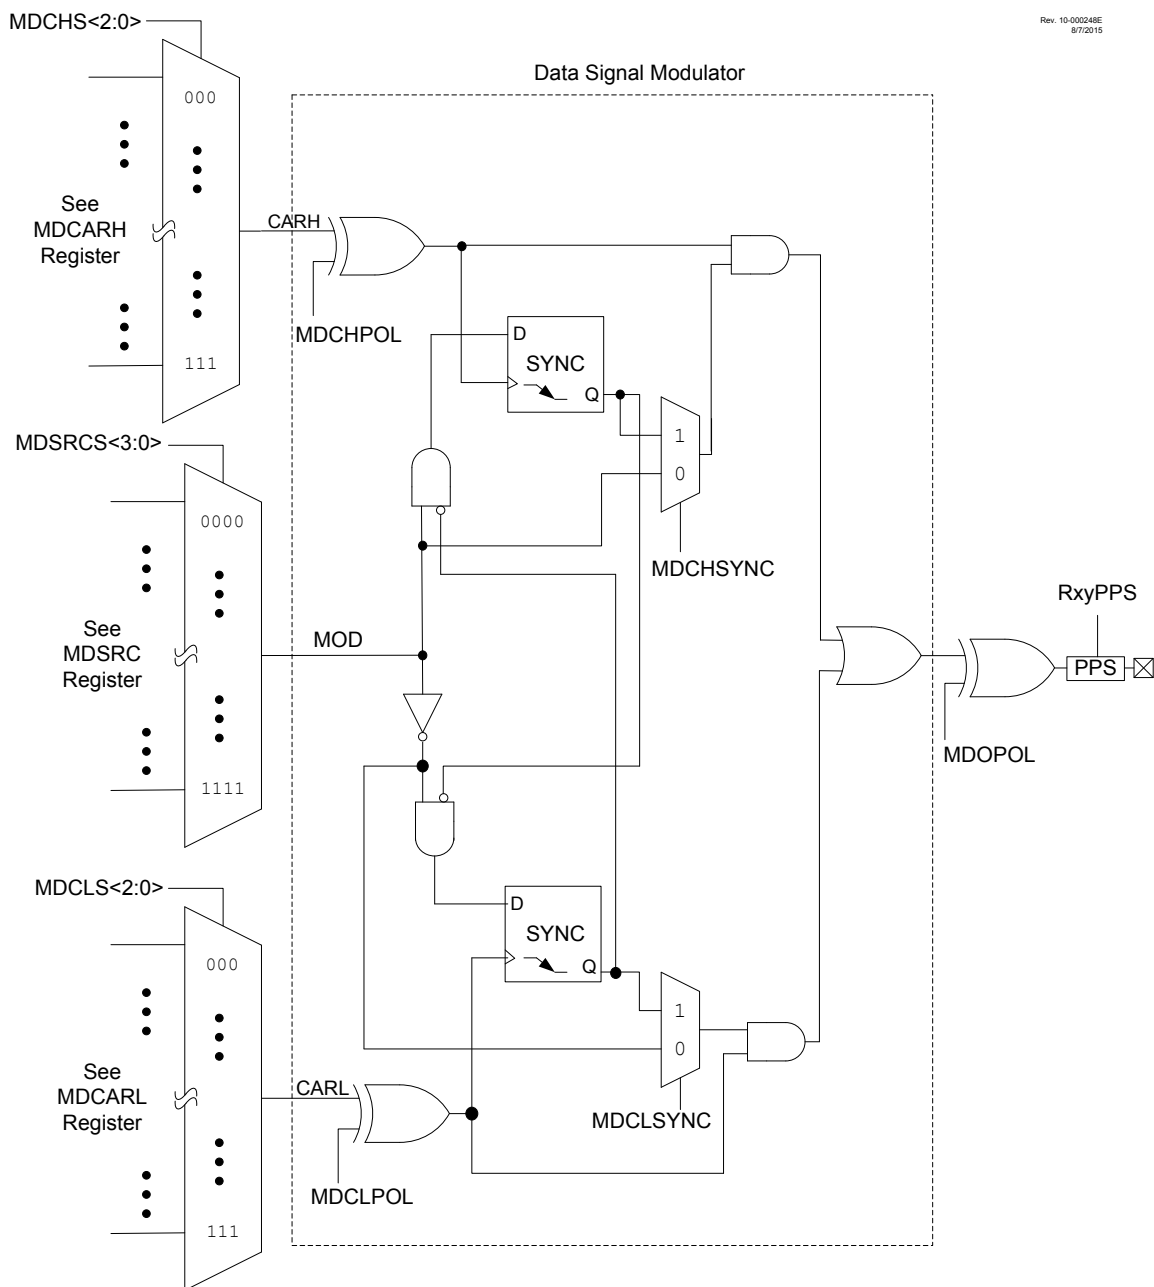 MDCHS<2:0>
Rev. 10-000248E
8/7/2015
Data Signal Modulator
000
See
MDCARH
Register
CARH
111
MDCHPOL
D
SYNC
Q
1
0
MDCHSYNC
MDSRCS<3:0>
0000
See
MDSRC
Register
MOD
1111
RxyPPS
PPS
MDOPOL
MDCLS<2:0>
000
See
MDCARL
Register
CARL
111
MDCLPOL
D
SYNC
Q
1
0
MDCLSYNC